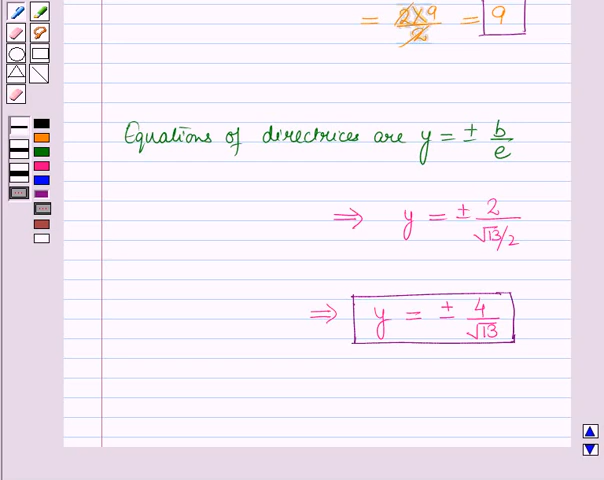 = 2×9/2 = 9
Equations of directrices are y = ± b/e
⇒ y = ± 2/√13/2
⇒ y = ± 4/√13